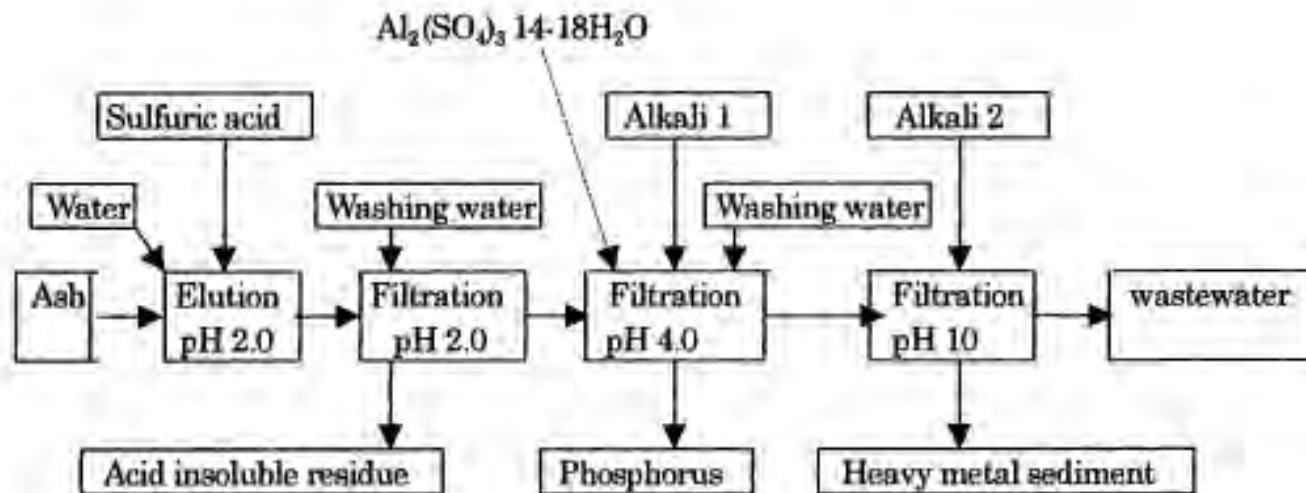 Al₂(SO₄)₃ 14-18H₂O
Sulfuric acid
Alkali 1
Alkali 2
Water
Washing water
Washing water
Ash
Elution
pH 2.0
Filtration
pH 2.0
Filtration
pH 4.0
Filtration
pH 10
wastewater
Acid insoluble residue
Phosphorus
Heavy metal sediment